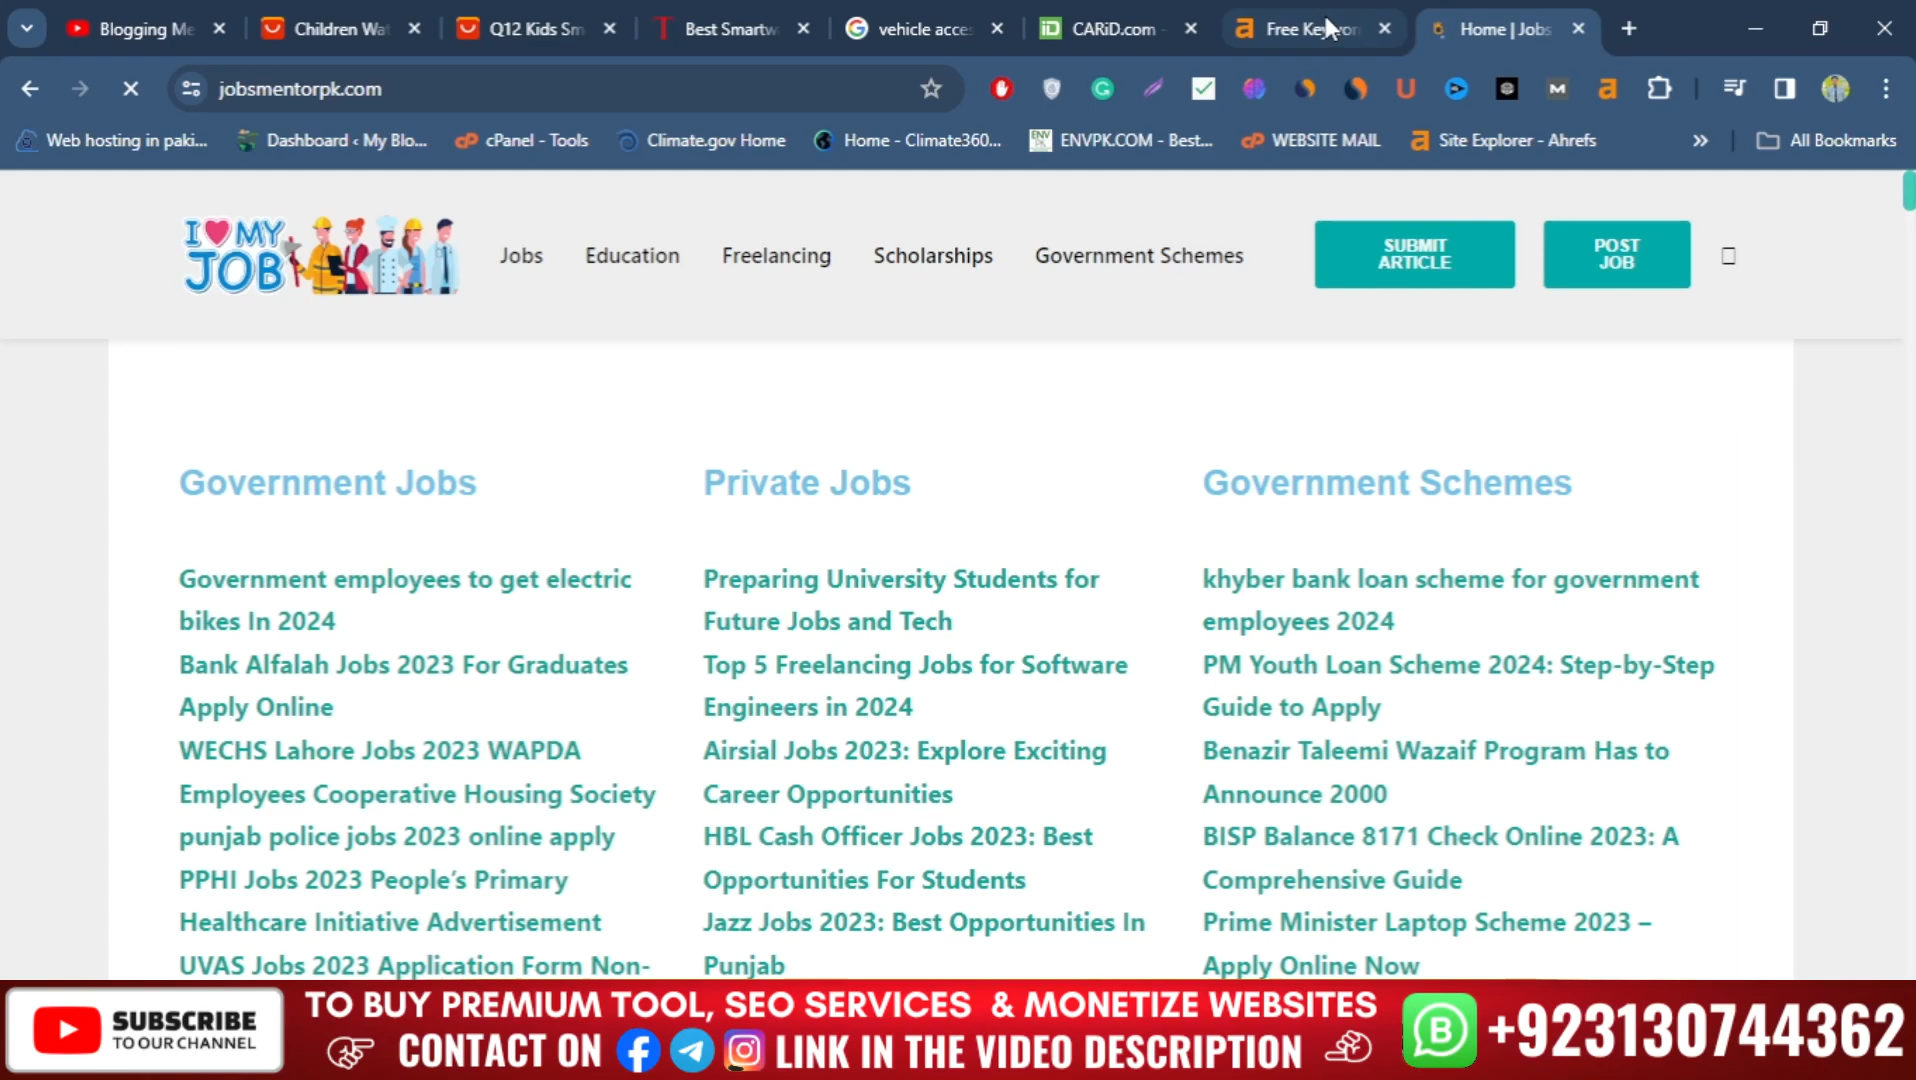 Blogging Me
Children Wat
Q12 Kids Sm
Best Smartw
vehicle acces
CARiD.com -
Free Keywor
Home | Jobs
jobsmentorpk.com
Web hosting in paki...
Dashboard ‹ My Blo...
cPanel - Tools
Climate.gov Home
Home - Climate360...
ENVPK.COM - Best...
WEBSITE MAIL
Site Explorer - Ahrefs
All Bookmarks
I MY
JOB
Jobs
Education
Freelancing
Scholarships
Government Schemes
SUBMIT
ARTICLE
POST
JOB
Government Jobs
Government employees to get electric
bikes In 2024
Bank Alfalah Jobs 2023 For Graduates
Apply Online
WECHS Lahore Jobs 2023 WAPDA
Employees Cooperative Housing Society
punjab police jobs 2023 online apply
PPHI Jobs 2023 People’s Primary
Healthcare Initiative Advertisement
UVAS Jobs 2023 Application Form Non-
Private Jobs
Preparing University Students for
Future Jobs and Tech
Top 5 Freelancing Jobs for Software
Engineers in 2024
Airsial Jobs 2023: Explore Exciting
Career Opportunities
HBL Cash Officer Jobs 2023: Best
Opportunities For Students
Jazz Jobs 2023: Best Opportunities In
Punjab
Government Schemes
khyber bank loan scheme for government
employees 2024
PM Youth Loan Scheme 2024: Step-by-Step
Guide to Apply
Benazir Taleemi Wazaif Program Has to
Announce 2000
BISP Balance 8171 Check Online 2023: A
Comprehensive Guide
Prime Minister Laptop Scheme 2023 –
Apply Online Now
SUBSCRIBE
TO OUR CHANNEL
TO BUY PREMIUM TOOL, SEO SERVICES & MONETIZE WEBSITES
CONTACT ON
LINK IN THE VIDEO DESCRIPTION
+923130744362